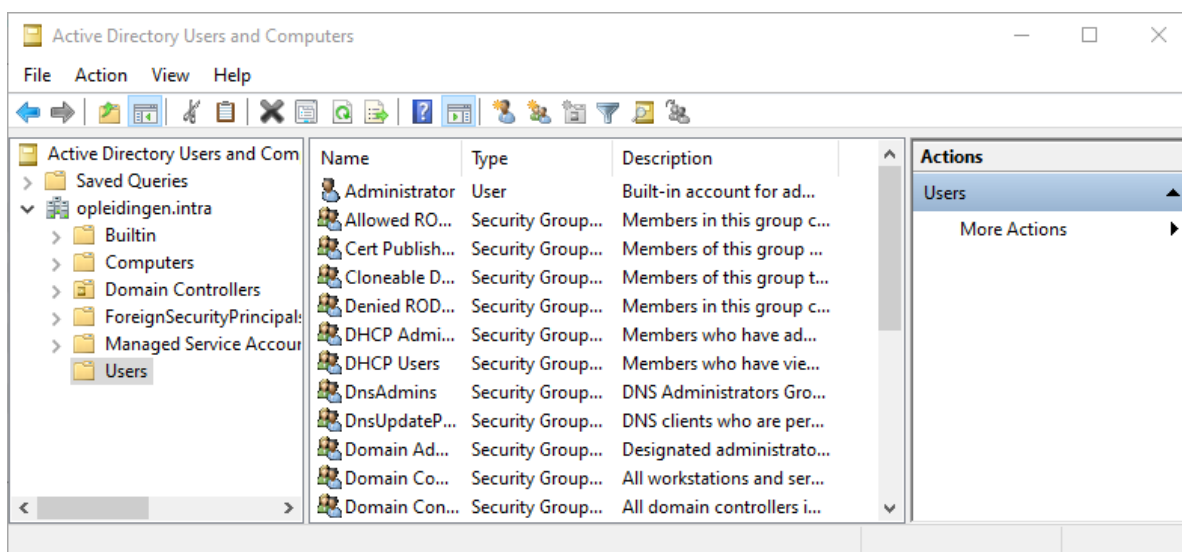 Active Directory Users and Computers
File Action View Help
Active Directory Users and Com
Saved Queries
opleidingen.intra
Builtin
Computers
Domain Controllers
ForeignSecurityPrincipals
Managed Service Accour
Users
Name Type Description
Administrator User Built-in account for ad...
Allowed RO... Security Group... Members in this group c...
Cert Publish... Security Group... Members of this group ...
Cloneable D... Security Group... Members of this group t...
Denied ROD... Security Group... Members in this group c...
DHCP Admi... Security Group... Members who have ad...
DHCP Users Security Group... Members who have vie...
DnsAdmins Security Group... DNS Administrators Gro...
DnsUpdateP... Security Group... DNS clients who are per...
Domain Ad... Security Group... Designated administrato...
Domain Co... Security Group... All workstations and ser...
Domain Con... Security Group... All domain controllers i...
Actions
Users
More Actions